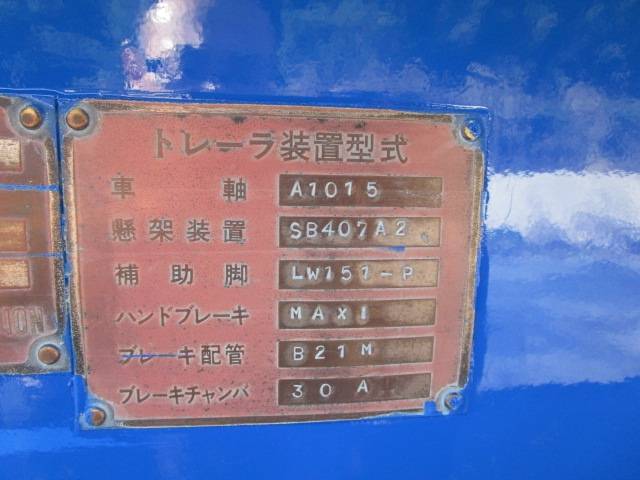 トレーラ装置型式
車軸 A1015
懸架装置 SB407A2
補助脚 LW151-P
ハンドブレーキ MAXI
ブレーキ配管 B21M
ブレーキチャンバ 30A